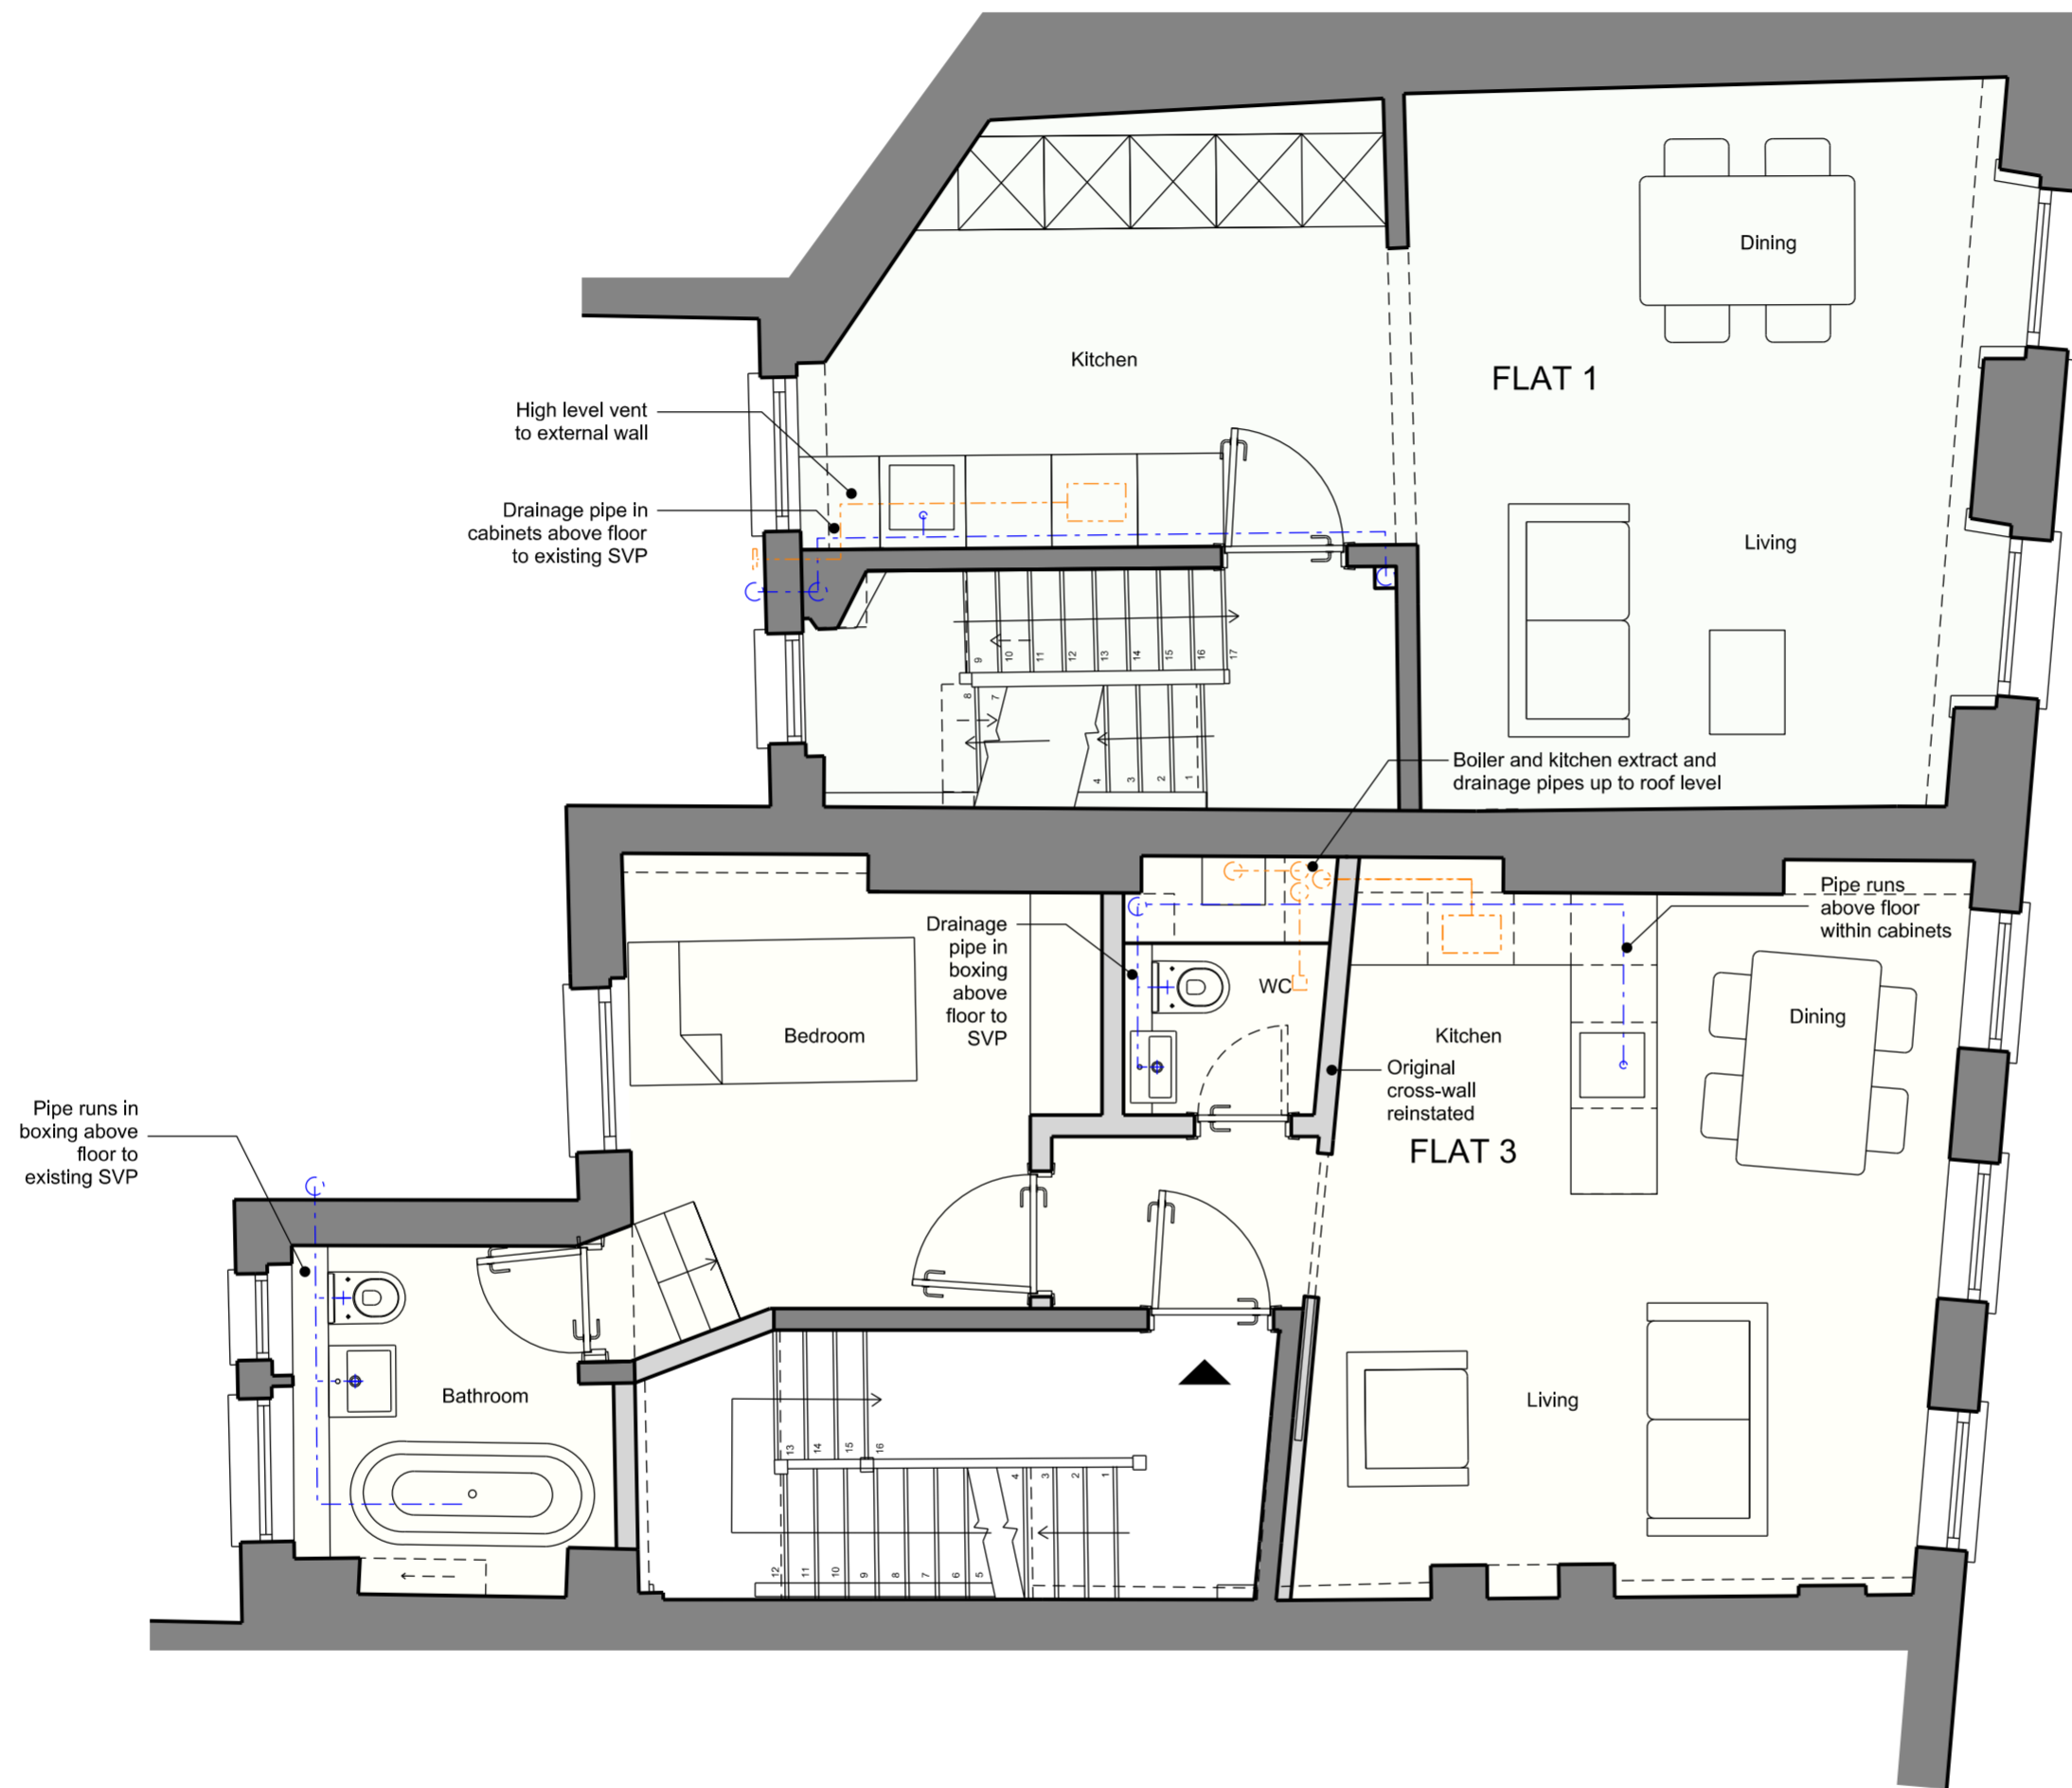 Dining
Kitchen
FLAT 1
High level vent
to external wall
Drainage pipe in
cabinets above floor
to existing SVP
Living
9
10
11
12
13
14
15
16
17
8
7
4
3
2
1
Boiler and kitchen extract and
drainage pipes up to roof level
Pipe runs
above floor
within cabinets
Drainage
pipe in
boxing
above
floor to
SVP
WC
Bedroom
Kitchen
Dining
Original
cross-wall
reinstated
FLAT 3
Pipe runs in
boxing above
floor to
existing SVP
Bathroom
Living
13
14
15
16
4
3
2
1
12
11
10
9
8
7
6
5